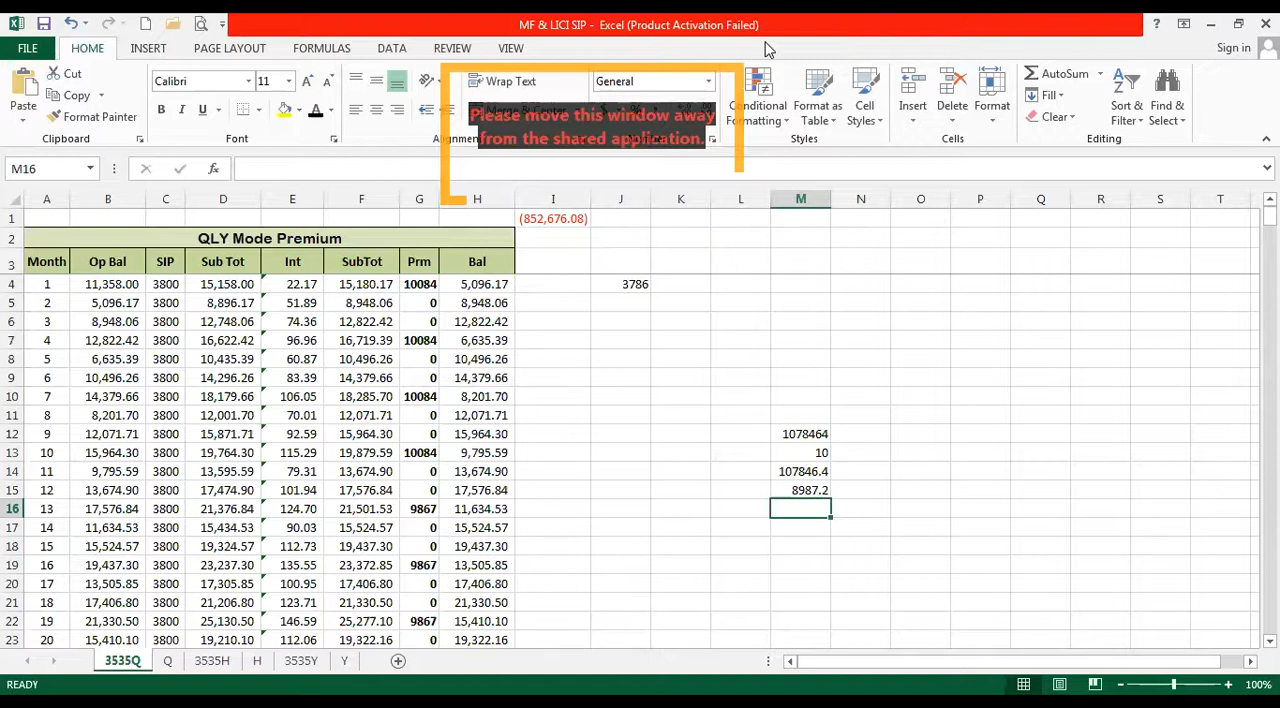 MF & LICI SIP - Excel (Product Activation Failed)
?
FILE HOME INSERT PAGE LAYOUT FORMULAS DATA REVIEW VIEW Sign in
Paste
Cut
Copy
Format Painter
Clipboard
Calibri 11
B I U
Font
Wrap Text
Merge & Center
Alignment
General
Please move this window away
from the shared application.
Conditional Formatting
Format as Table
Cell Styles
Styles
Insert Delete Format
Cells
AutoSum
Fill
Clear
Sort & Filter
Find & Select
Editing
M16 fx
A B C D E F G H I J K L M N O P Q R S T
1 (852,676.08)
2 QLY Mode Premium
3 Month Op Bal SIP Sub Tot Int SubTot Prm Bal
4 1 11,358.00 3800 15,158.00 22.17 15,180.17 10084 5,096.17 3786
5 2 5,096.17 3800 8,896.17 51.89 8,948.06 0 8,948.06
6 3 8,948.06 3800 12,748.06 74.36 12,822.42 0 12,822.42
7 4 12,822.42 3800 16,622.42 96.96 16,719.39 10084 6,635.39
8 5 6,635.39 3800 10,435.39 60.87 10,496.26 0 10,496.26
9 6 10,496.26 3800 14,296.26 83.39 14,379.66 0 14,379.66
10 7 14,379.66 3800 18,179.66 106.05 18,285.70 10084 8,201.70
11 8 8,201.70 3800 12,001.70 70.01 12,071.71 0 12,071.71
12 9 12,071.71 3800 15,871.71 92.59 15,964.30 0 15,964.30 1078464
13 10 15,964.30 3800 19,764.30 115.29 19,879.59 10084 9,795.59 10
14 11 9,795.59 3800 13,595.59 79.31 13,674.90 0 13,674.90 107846.4
15 12 13,674.90 3800 17,474.90 101.94 17,576.84 0 17,576.84 8987.2
16 13 17,576.84 3800 21,376.84 124.70 21,501.53 9867 11,634.53
17 14 11,634.53 3800 15,434.53 90.03 15,524.57 0 15,524.57
18 15 15,524.57 3800 19,324.57 112.73 19,437.30 0 19,437.30
19 16 19,437.30 3800 23,237.30 135.55 23,372.85 9867 13,505.85
20 17 13,505.85 3800 17,305.85 100.95 17,406.80 0 17,406.80
21 18 17,406.80 3800 21,206.80 123.71 21,330.50 0 21,330.50
22 19 21,330.50 3800 25,130.50 146.59 25,277.10 9867 15,410.10
23 20 15,410.10 3800 19,210.10 112.06 19,322.16 0 19,322.16
3535Q Q 3535H H 3535Y Y
READY 100%